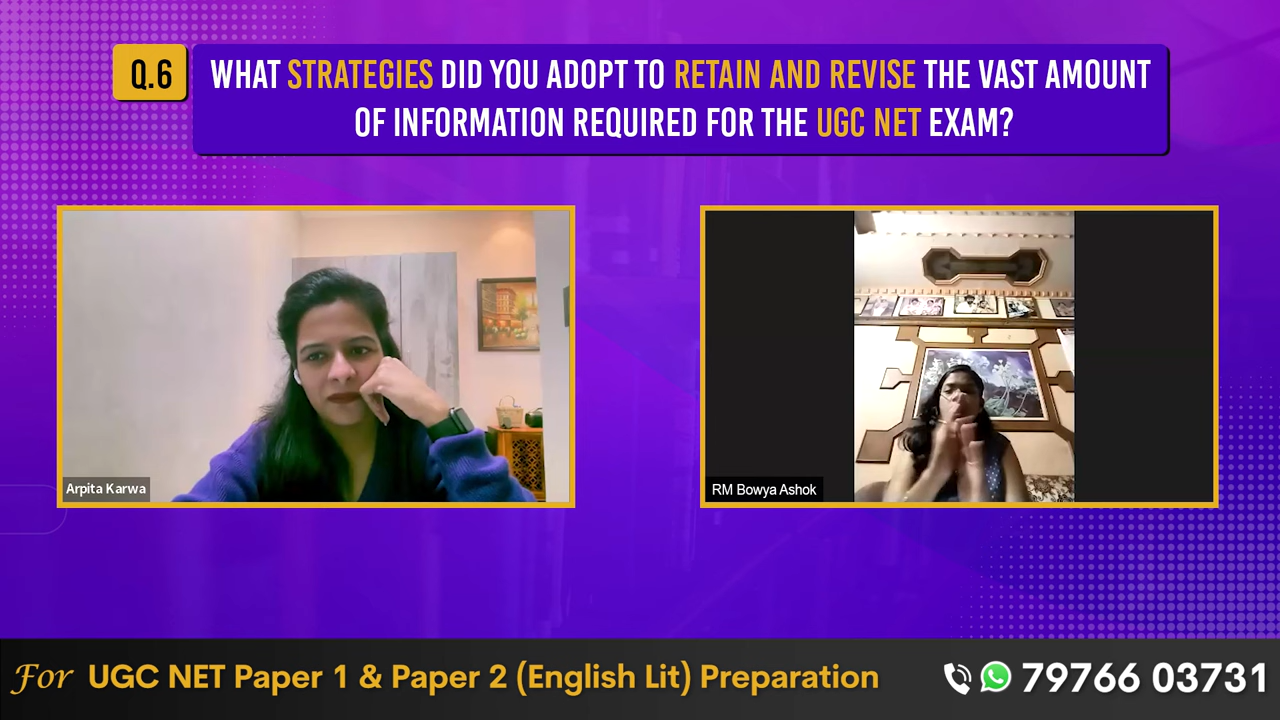 Q.6
WHAT STRATEGIES DID YOU ADOPT TO RETAIN AND REVISE THE VAST AMOUNT
OF INFORMATION REQUIRED FOR THE UGC NET EXAM?
Arpita Karwa
RM Bowya Ashok
For UGC NET Paper 1 & Paper 2 (English Lit) Preparation
79766 03731